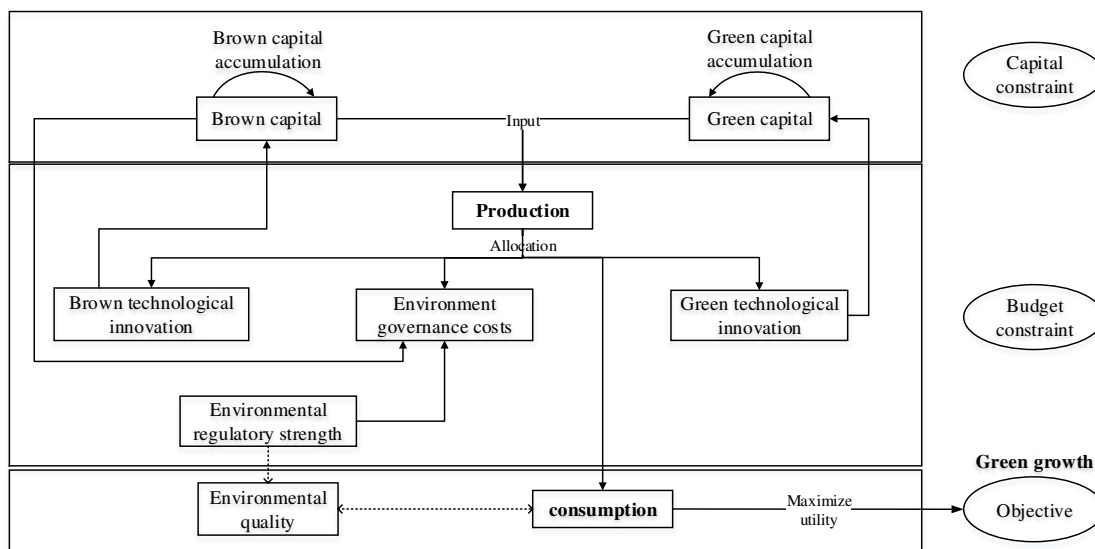 Brown capital
accumulation
Green capital
accumulation
Capital
constraint
Brown capital
Input
Green capital
Production
Allocation
Brown technological
innovation
Environment
governance costs
Green technological
innovation
Budget
constraint
Environmental
regulatory strength
Green growth
Environmental
quality
consumption
Maximize
utility
Objective